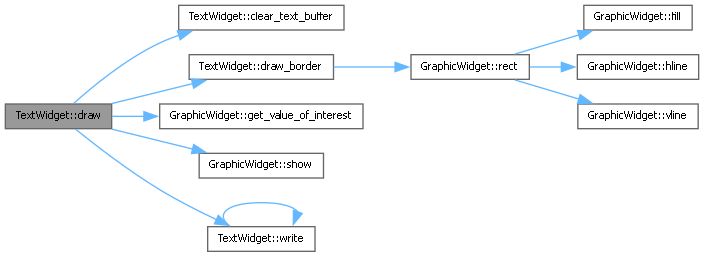 TextWidget::draw
TextWidget::clear_text_buffer
TextWidget::draw_border
GraphicWidget::get_value_of_interest
GraphicWidget::show
TextWidget::write
GraphicWidget::rect
GraphicWidget::fill
GraphicWidget::hline
GraphicWidget::vline